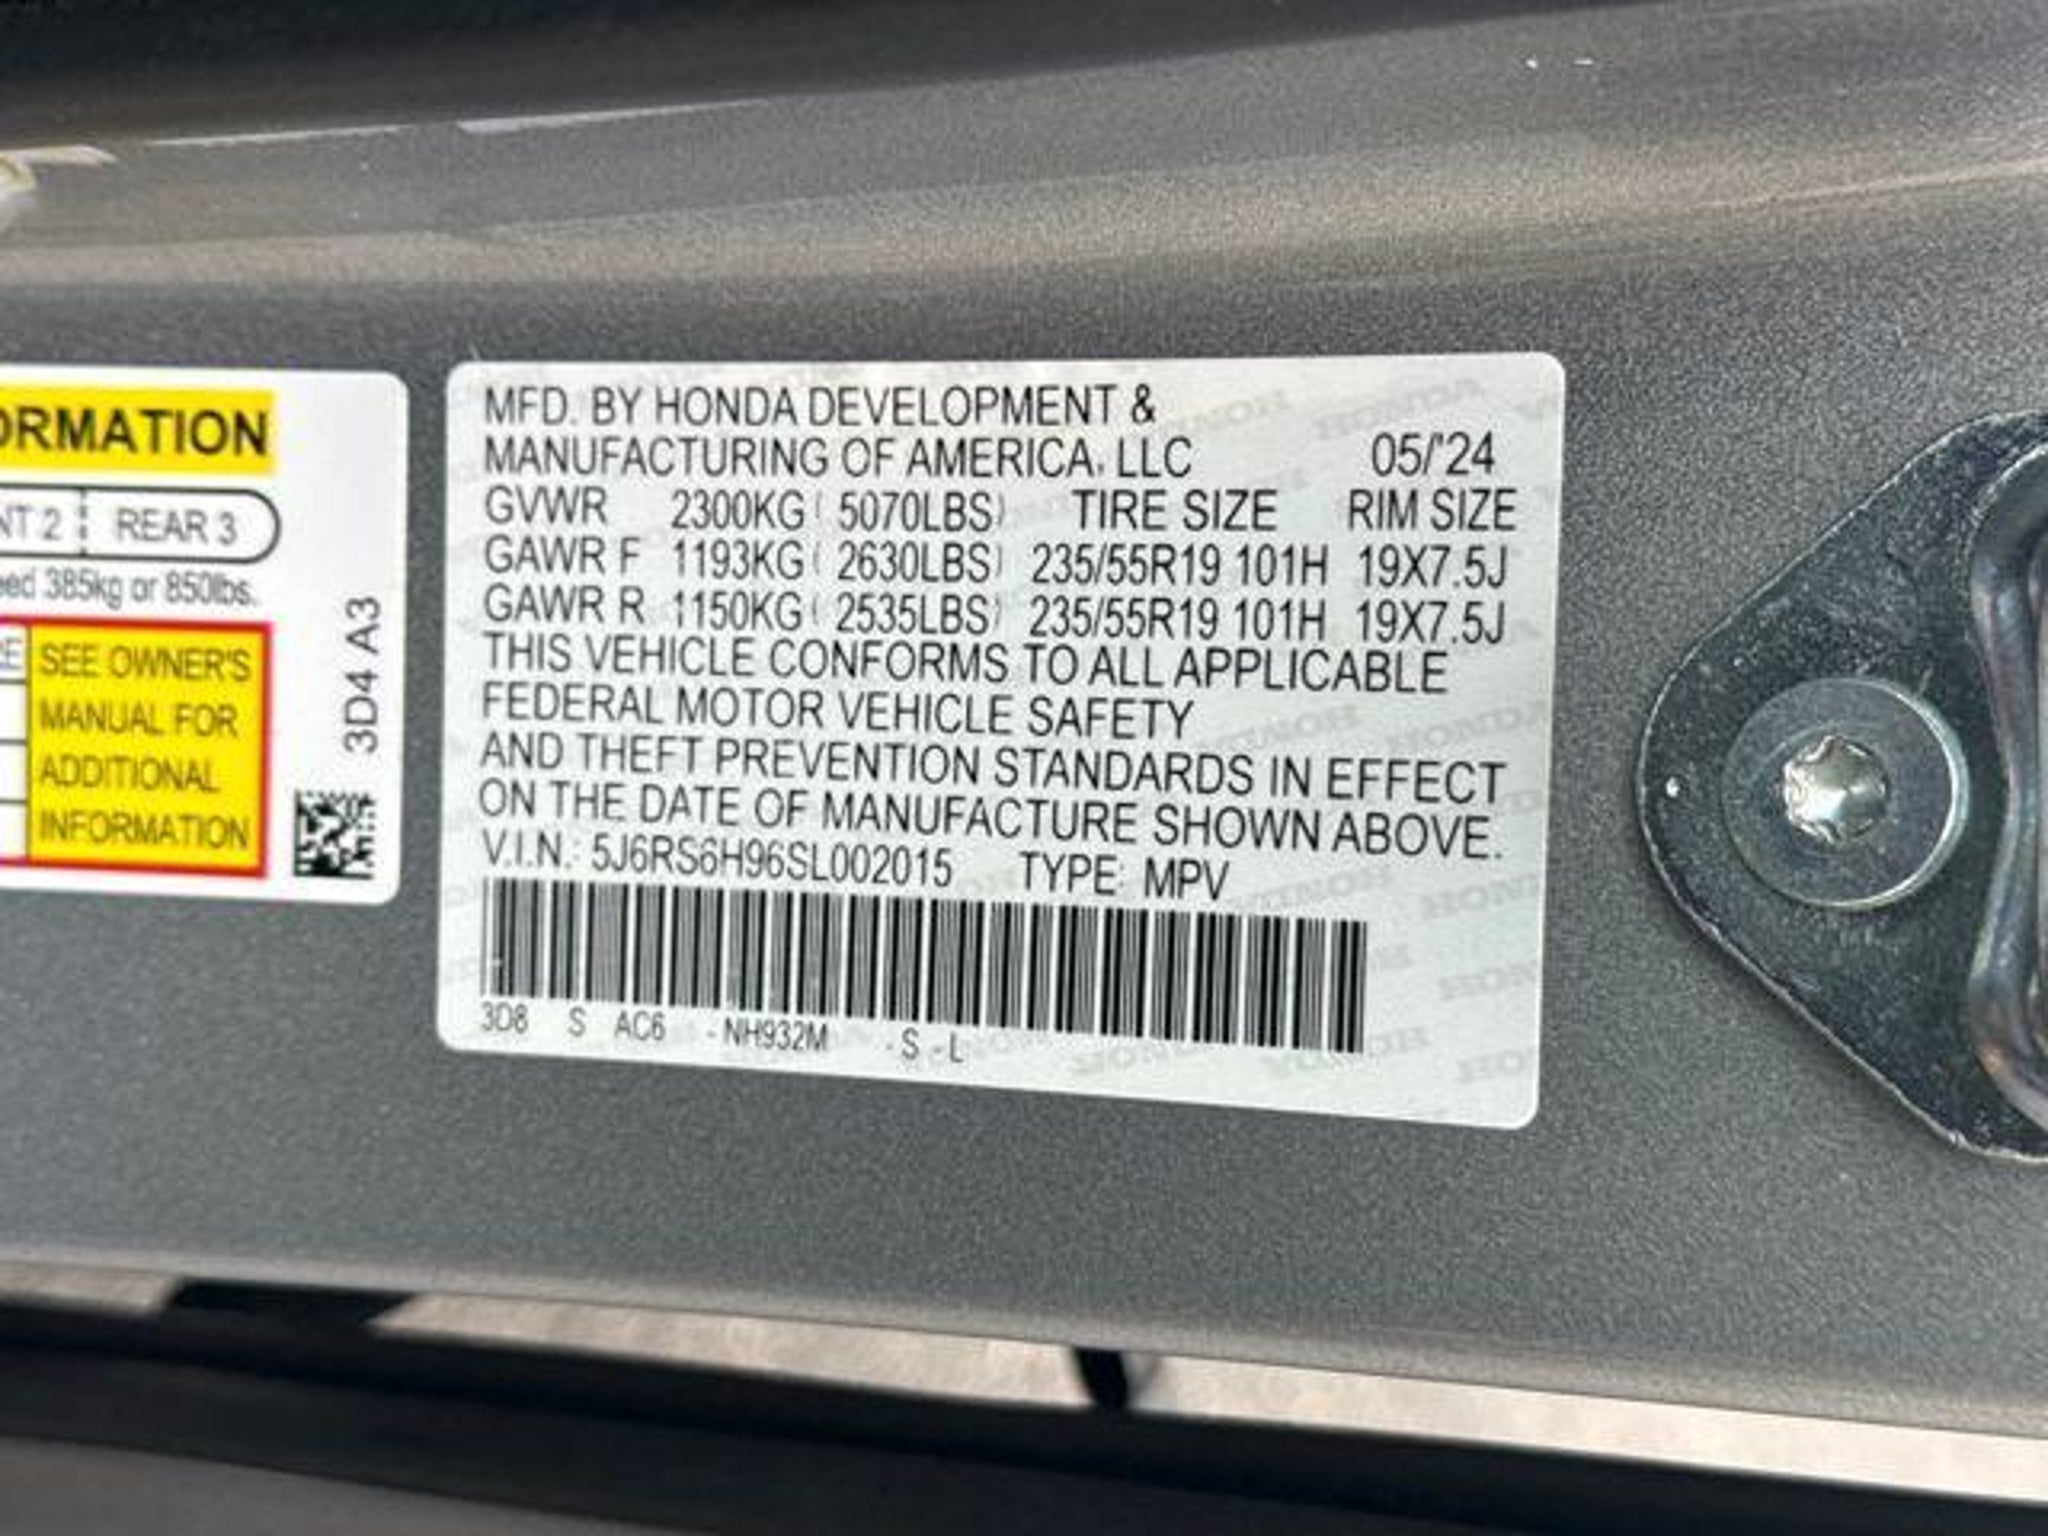 ORMATION
NT 2 REAR 3
eed 385kg or 850lbs.
RE SEE OWNER'S
MANUAL FOR
ADDITIONAL
INFORMATION
3D4 A3
MFD. BY HONDA DEVELOPMENT &
MANUFACTURING OF AMERICA, LLC 05/'24
GVWR 2300KG ( 5070LBS) TIRE SIZE RIM SIZE
GAWR F 1193KG ( 2630LBS) 235/55R19 101H 19X7.5J
GAWR R 1150KG ( 2535LBS) 235/55R19 101H 19X7.5J
THIS VEHICLE CONFORMS TO ALL APPLICABLE
FEDERAL MOTOR VEHICLE SAFETY
AND THEFT PREVENTION STANDARDS IN EFFECT
ON THE DATE OF MANUFACTURE SHOWN ABOVE.
V.I.N.: 5J6RS6H96SL002015 TYPE: MPV
3D8 S AC6 - NH932M - S - L